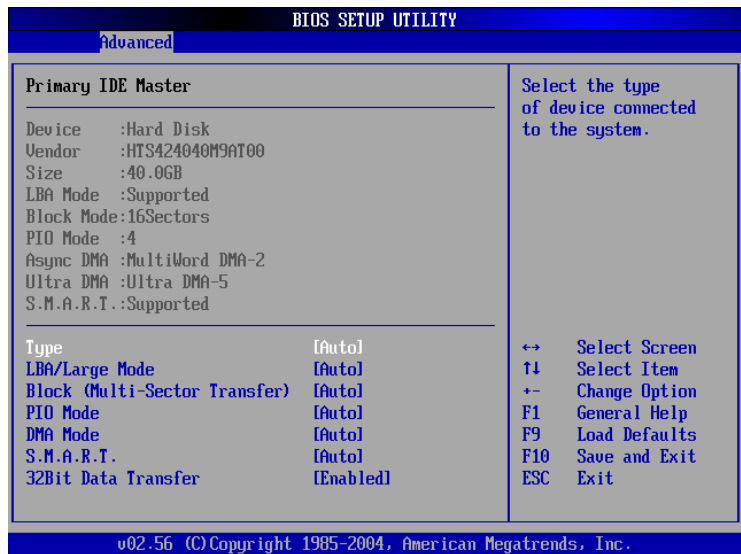 BIOS SETUP UTILITY
Advanced
Primary IDE Master
Device :Hard Disk
Vendor :HTS424040M9AT00
Size :40.0GB
LBA Mode :Supported
Block Mode:16Sectors
PIO Mode :4
Async DMA :MultiWord DMA-2
Ultra DMA :Ultra DMA-5
S.M.A.R.T.:Supported
Type [Auto]
LBA/Large Mode [Auto]
Block (Multi-Sector Transfer) [Auto]
PIO Mode [Auto]
DMA Mode [Auto]
S.M.A.R.T. [Auto]
32Bit Data Transfer [Enabled]
Select the type
of device connected
to the system.
↔ Select Screen
↑↓ Select Item
+- Change Option
F1 General Help
F9 Load Defaults
F10 Save and Exit
ESC Exit
v02.56 (C)Copyright 1985-2004, American Megatrends, Inc.